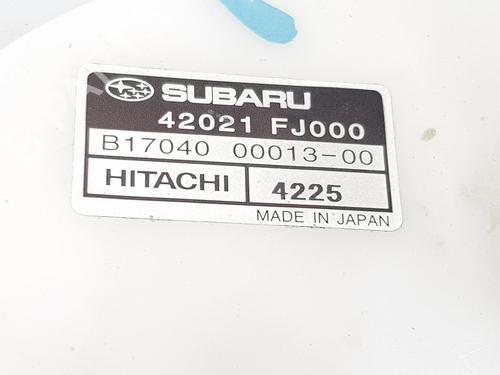 SUBARU
42021 FJ000
B17040 00013-00
HITACHI 4225
MADE IN JAPAN